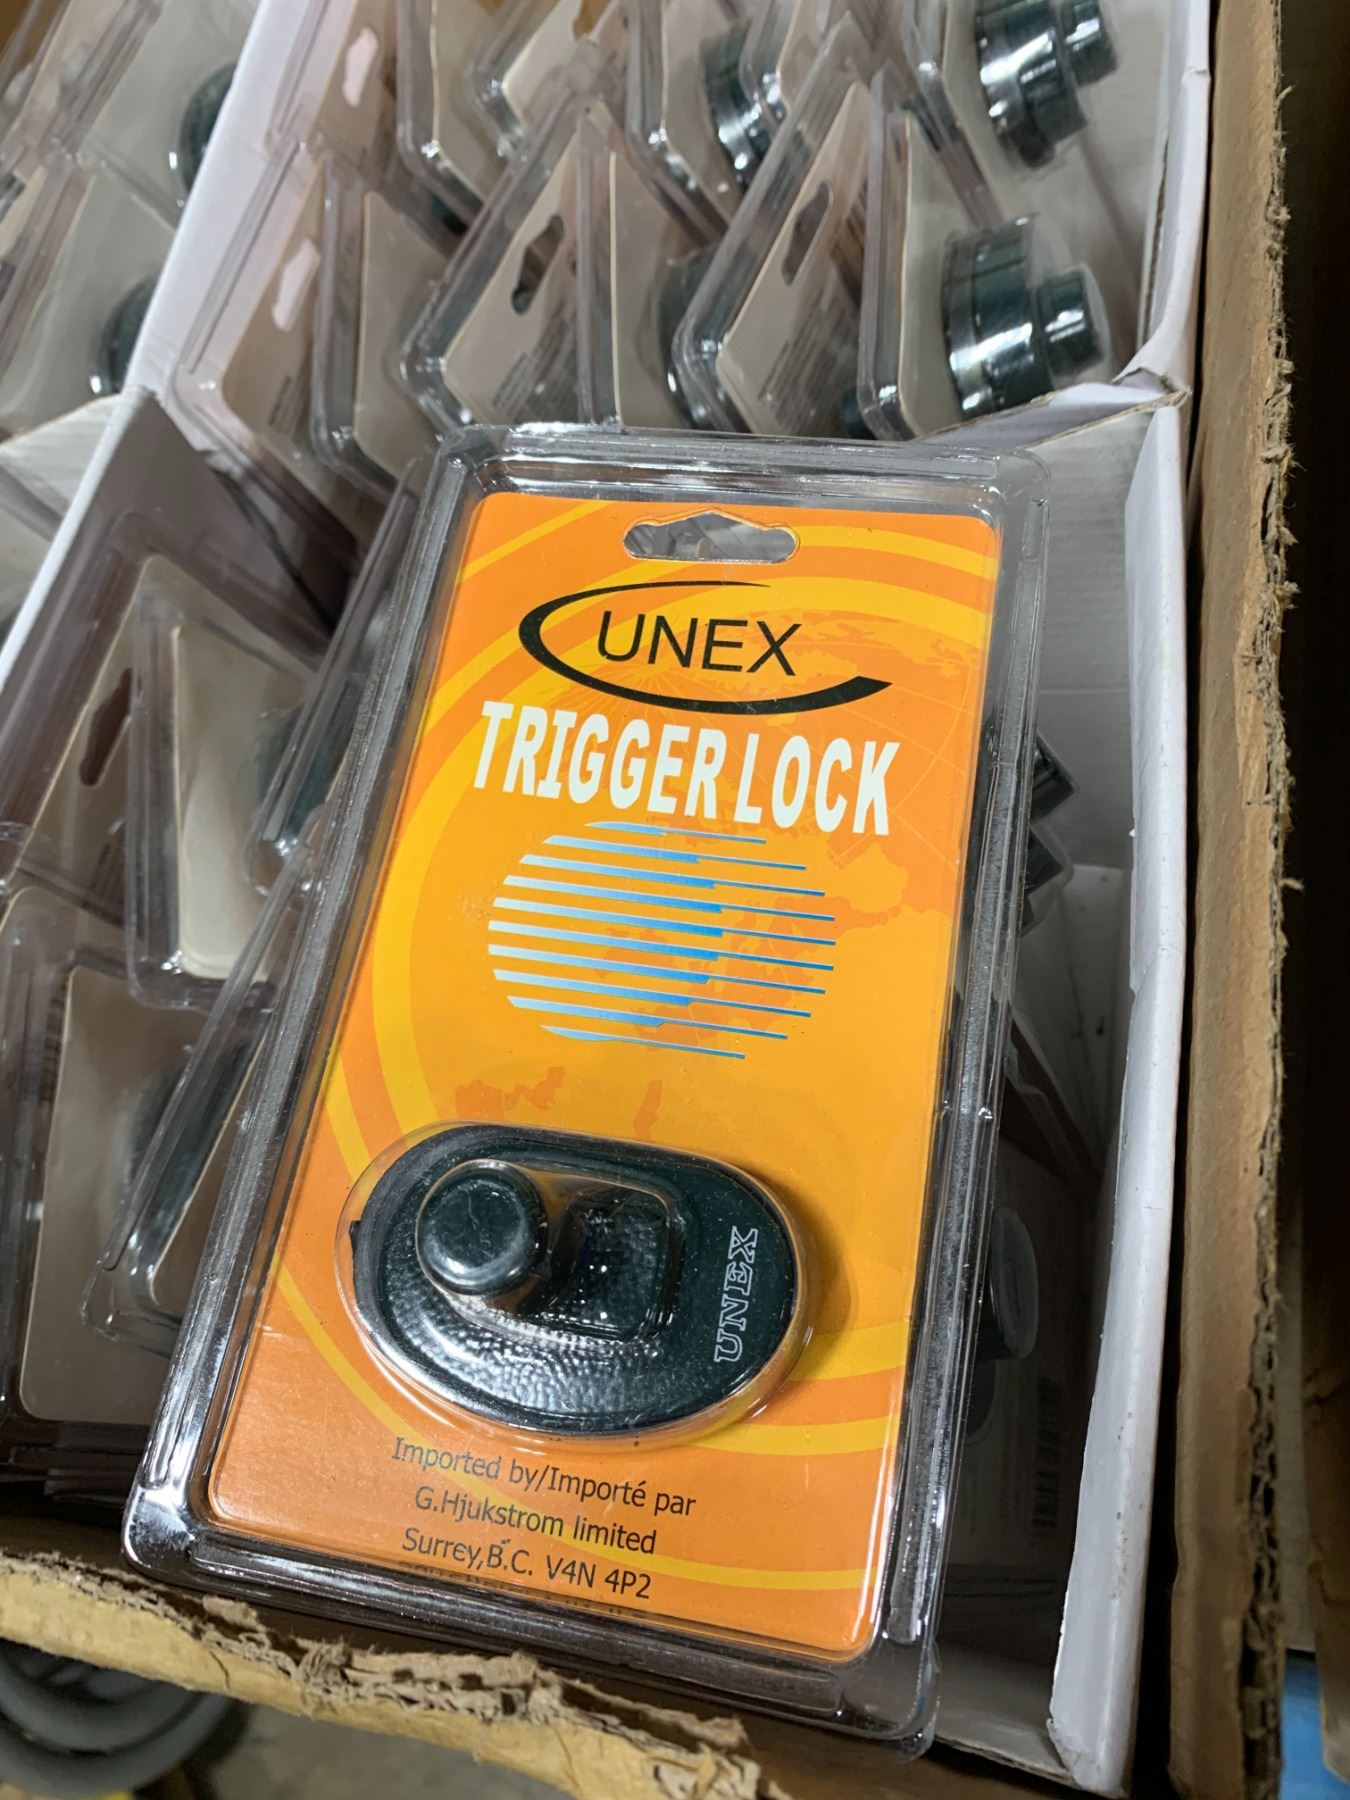 UNEX
TRIGGER LOCK
UNEX
Imported by/Importé par
G.Hjukstrom limited
Surrey,B.C. V4N 4P2